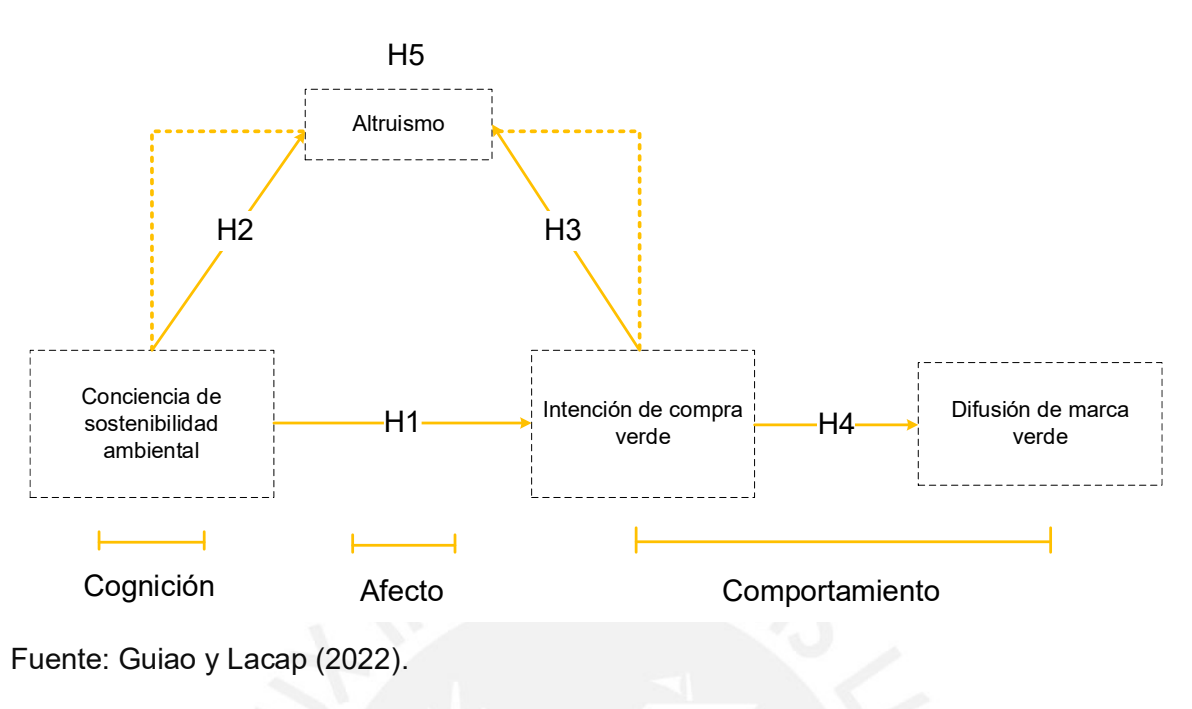 H5
Altruismo
H2
H3
Conciencia de
sostenibilidad
ambiental
H1
Intención de compra
verde
H4
Difusión de marca
verde
Cognición
Afecto
Comportamiento
Fuente: Guiao y Lacap (2022).